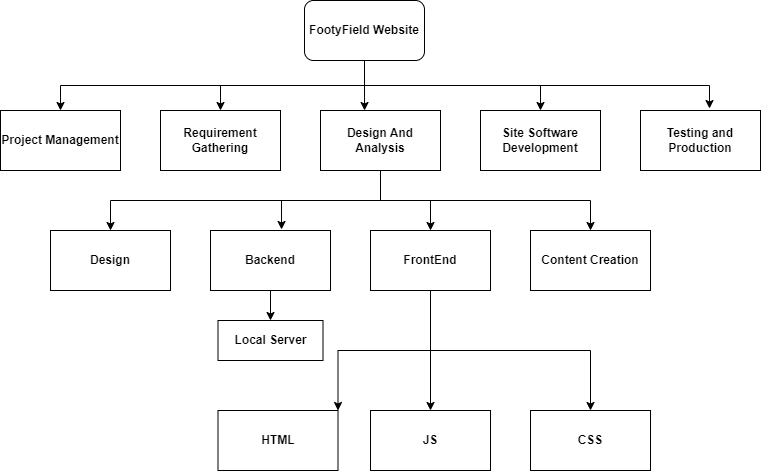 FootyField Website
Project Management
Requirement
Gathering
Design And
Analysis
Site Software
Development
Testing and
Production
Design
Backend
FrontEnd
Content Creation
Local Server
HTML
JS
CSS